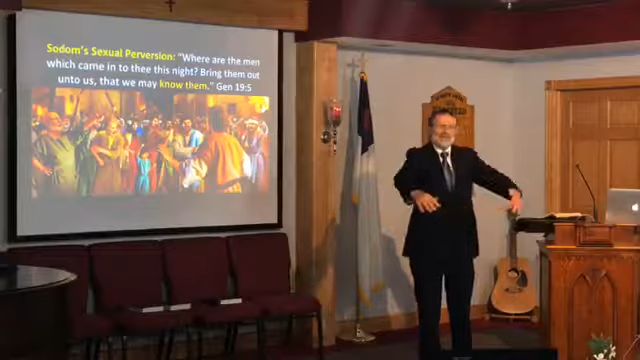 Sodom's Sexual Perversion: "Where are the men
which came in to thee this night? Bring them out
unto us, that we may know them." Gen 19:5